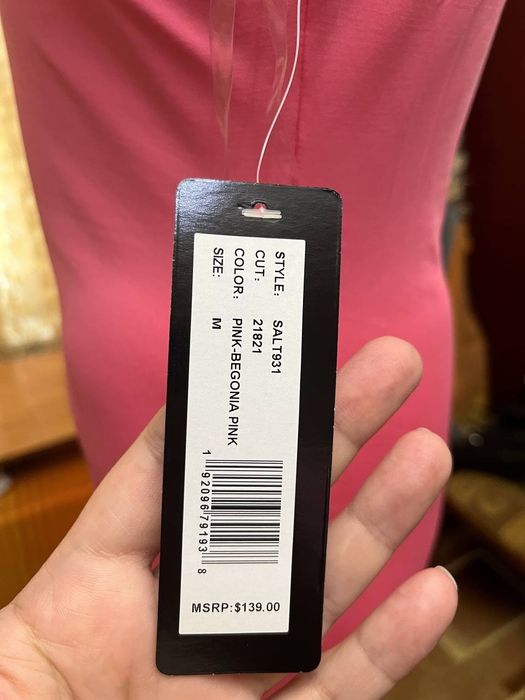 STYLE: SALT931
CUT: 21821
COLOR: PINK-BEGONIA PINK
SIZE: M
1 92096 79193 8
MSRP:$139.00